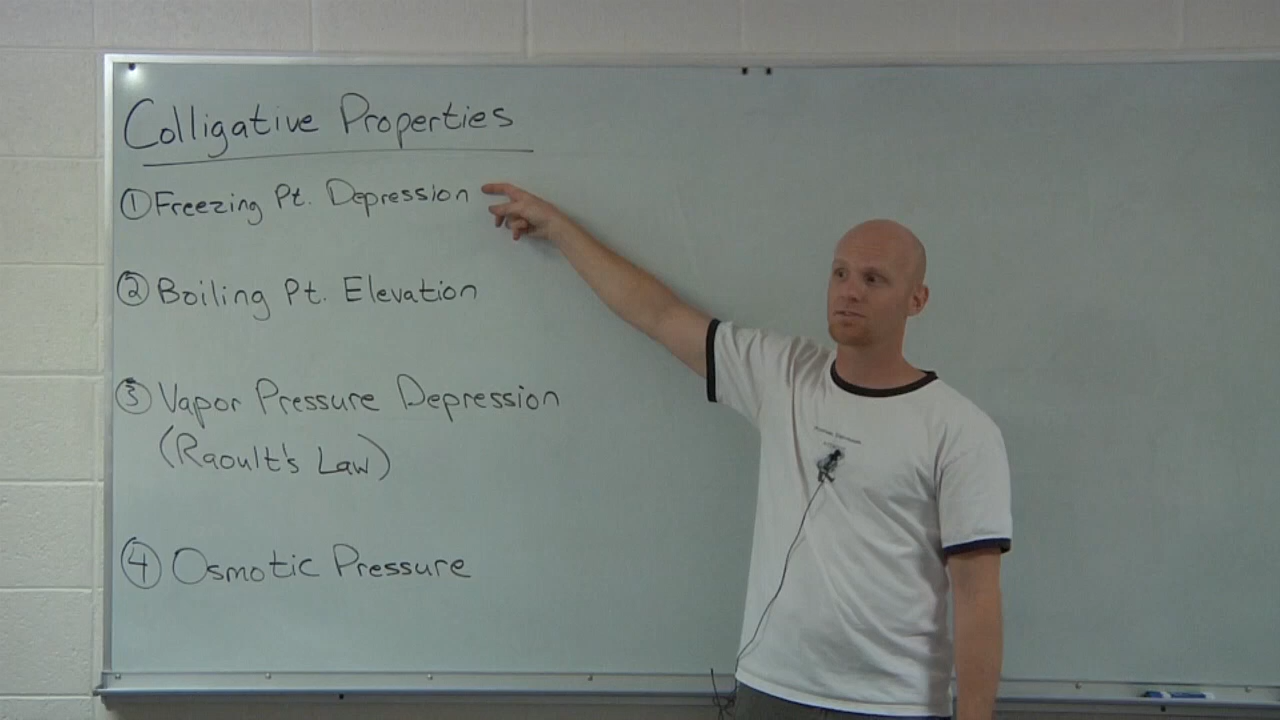 Colligative Properties
① Freezing Pt. Depression
② Boiling Pt. Elevation
③ Vapor Pressure Depression
(Raoult's Law)
④ Osmotic Pressure